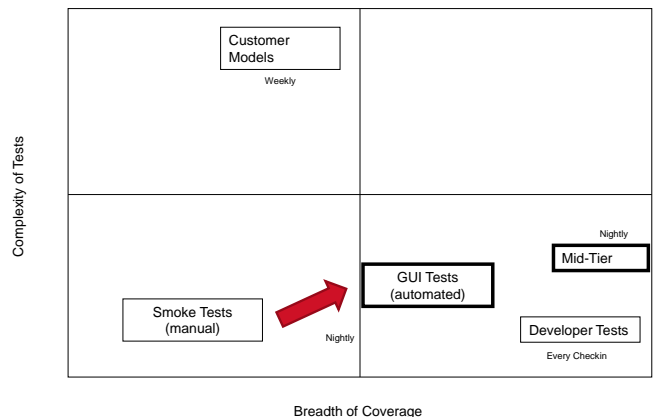 Customer
Models
Weekly
Complexity of Tests
Nightly
Mid-Tier
GUI Tests
(automated)
Smoke Tests
(manual)
Nightly
Developer Tests
Every Checkin
Breadth of Coverage